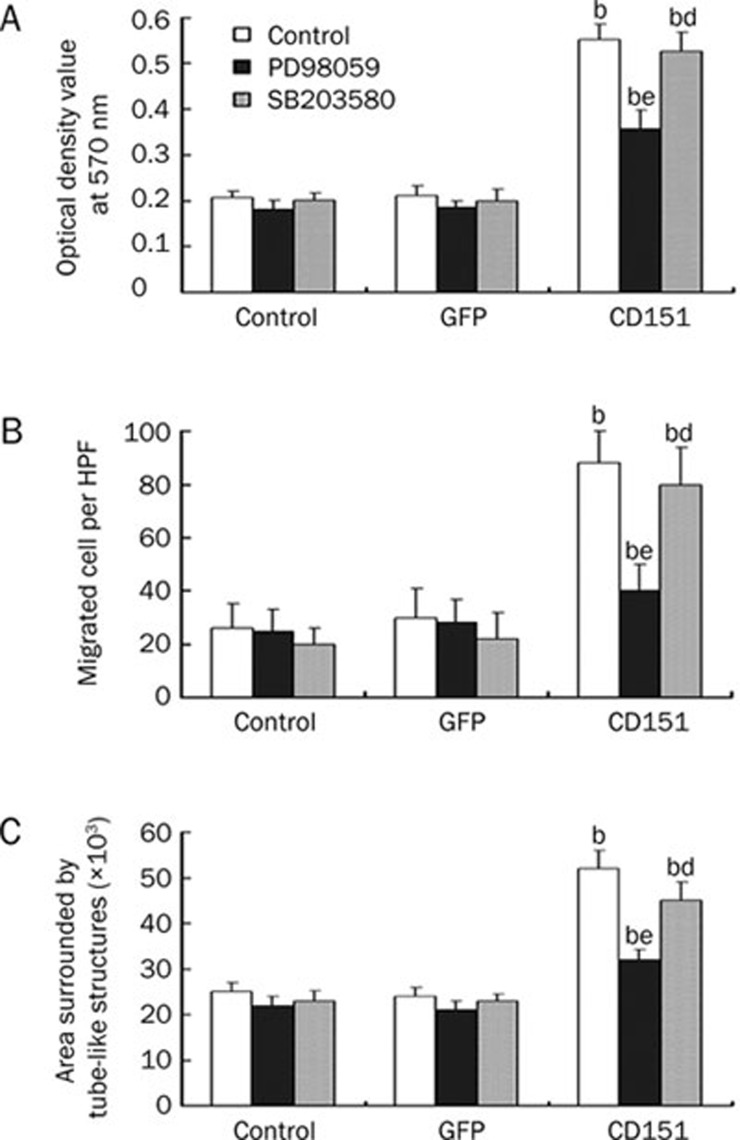 A
Optical density value
at 570 nm
0.6
0.5
0.4
0.3
0.2
0.1
0
Control
PD98059
SB203580
b
be
bd
Control GFP CD151
B
Migrated cell per HPF
100
80
60
40
20
0
b
be
bd
Control GFP CD151
C
Area surrounded by
tube-like structures (×10³)
60
50
40
30
20
10
0
b
be
bd
Control GFP CD151